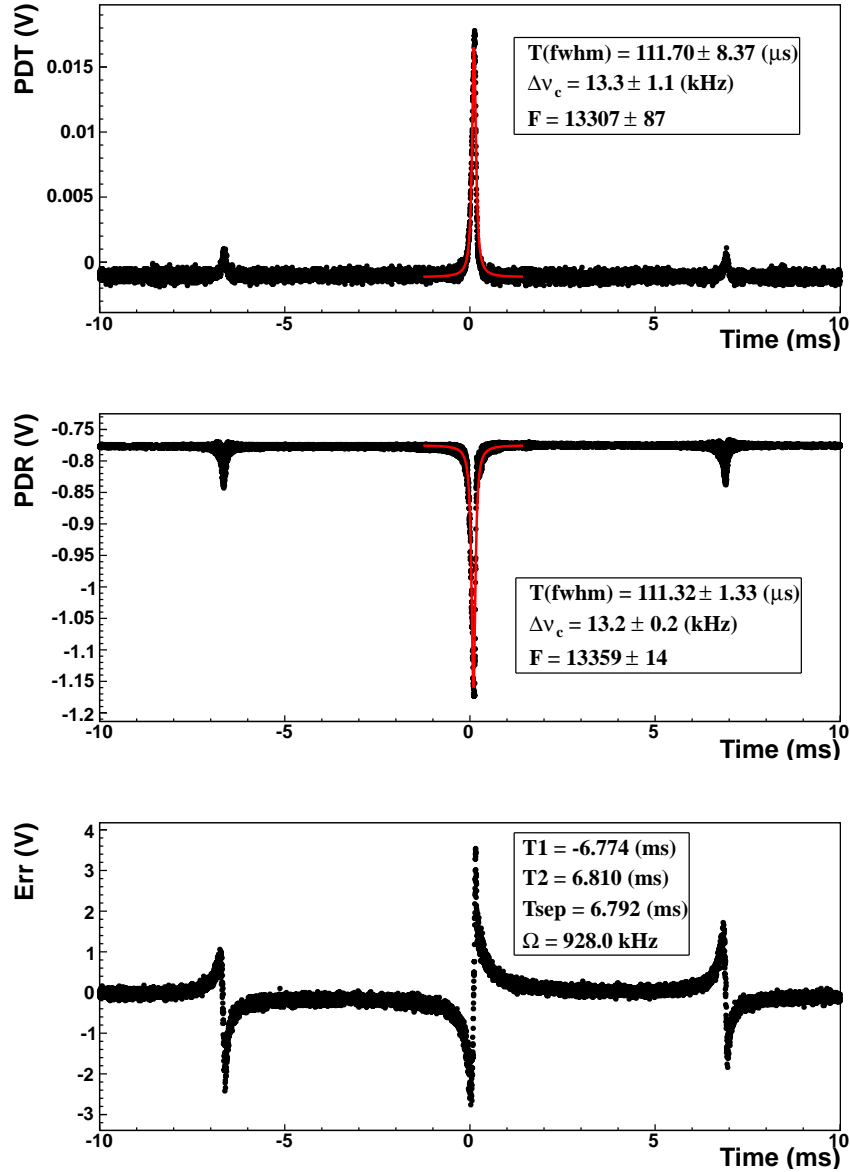 PDT (V)
0.015
0.01
0.005
0
T(fwhm) = 111.70 ± 8.37 (μs)
Δν_c = 13.3 ± 1.1 (kHz)
F = 13307 ± 87
-10 -5 0 5 10
Time (ms)
PDR (V)
-0.75
-0.8
-0.85
-0.9
-0.95
-1
-1.05
-1.1
-1.15
-1.2
T(fwhm) = 111.32 ± 1.33 (μs)
Δν_c = 13.2 ± 0.2 (kHz)
F = 13359 ± 14
-10 -5 0 5 10
Time (ms)
Err (V)
4
3
2
1
0
-1
-2
-3
T1 = -6.774 (ms)
T2 = 6.810 (ms)
Tsep = 6.792 (ms)
Ω = 928.0 kHz
-10 -5 0 5 10
Time (ms)